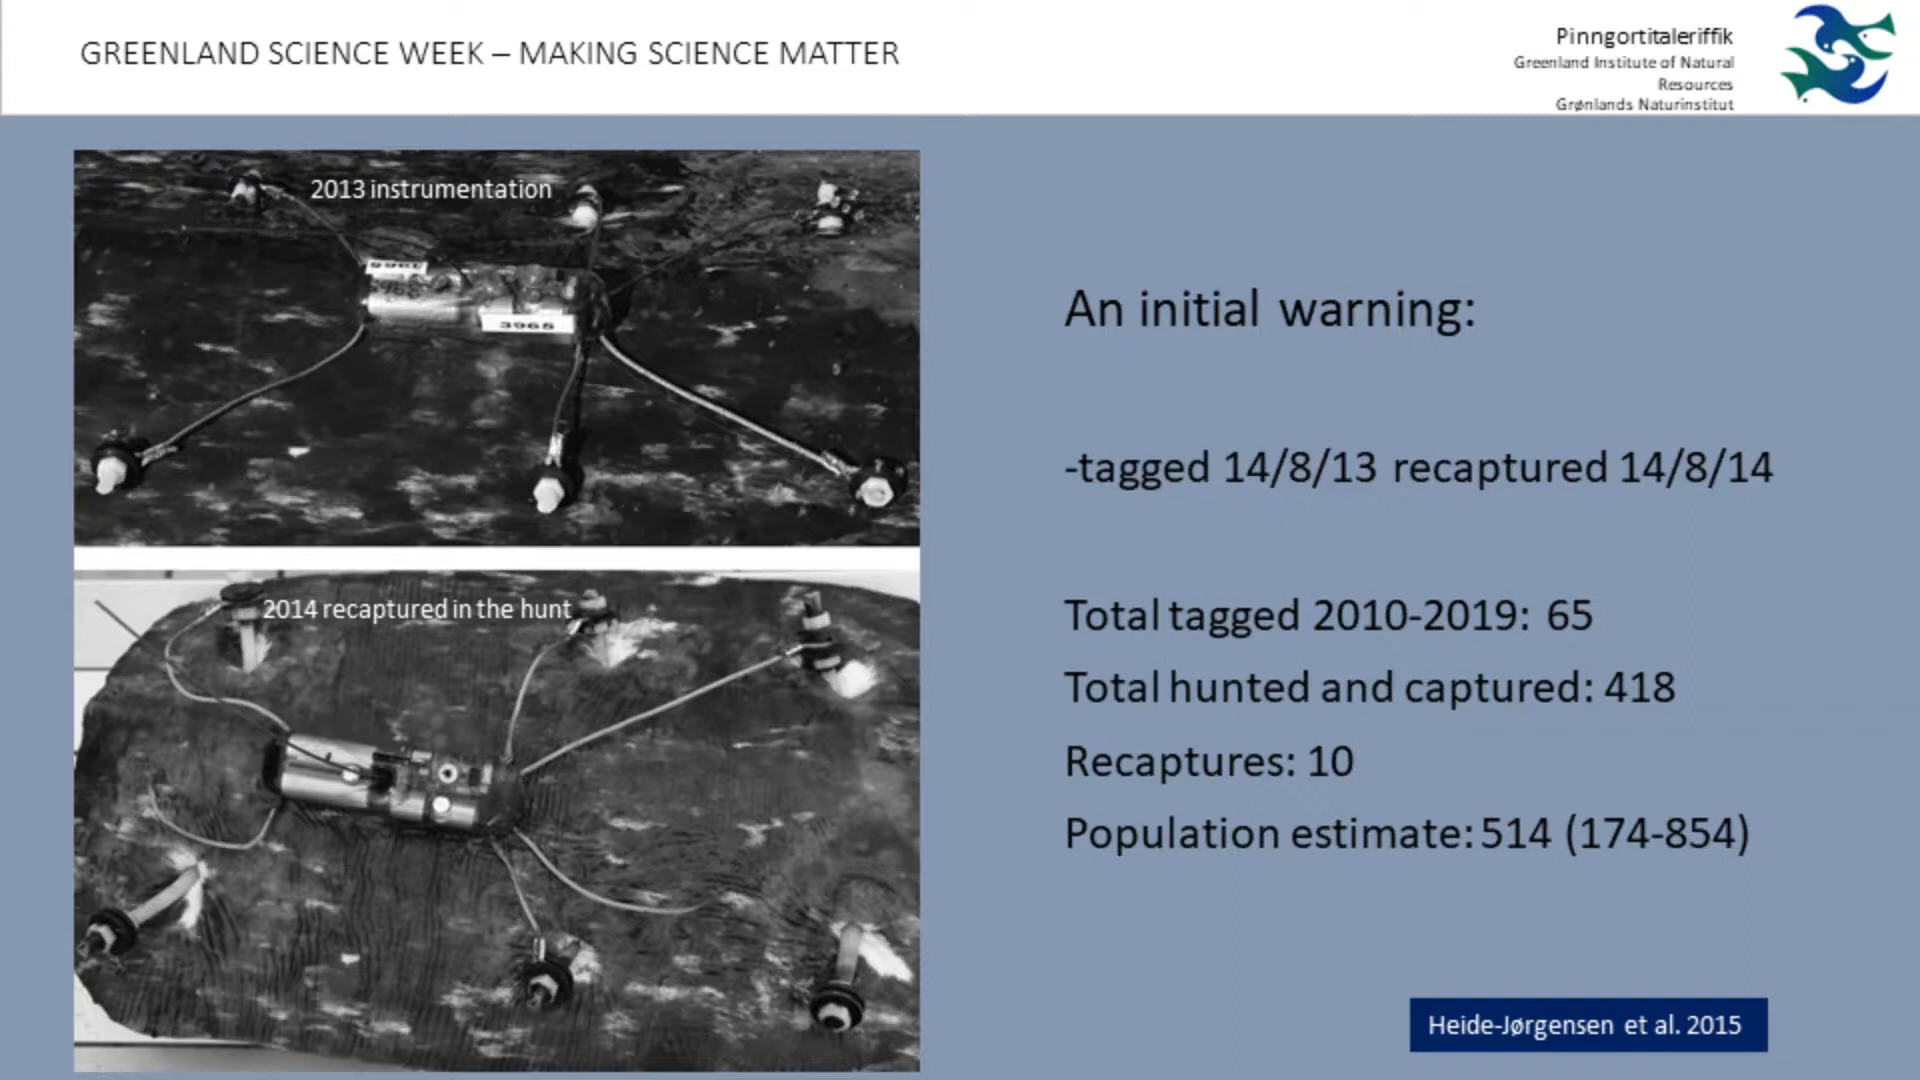 GREENLAND SCIENCE WEEK – MAKING SCIENCE MATTER
Pinngortitaleriffik
Greenland Institute of Natural
Resources
Grønlands Naturinstitut
2013 instrumentation
3965
2014 recaptured in the hunt
An initial warning:
-tagged 14/8/13 recaptured 14/8/14
Total tagged 2010-2019: 65
Total hunted and captured: 418
Recaptures: 10
Population estimate: 514 (174-854)
Heide-Jørgensen et al. 2015